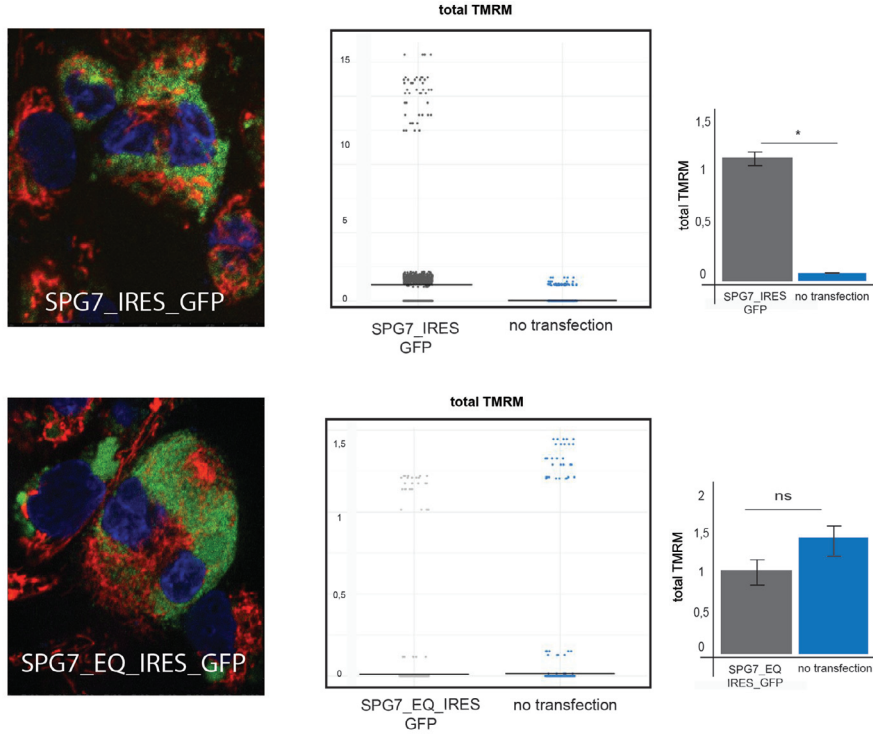 SPG7_IRES_GFP
total TMRM
15
10
5
0
SPG7_IRES
GFP
no transfection
total TMRM
1,5
1
0,5
0
*
SPG7_IRES
GFP
no transfection
SPG7_EQ_IRES_GFP
total TMRM
1,5
1
0,5
0
SPG7_EQ_IRES
GFP
no transfection
total TMRM
2
1,5
1
0,5
0
ns
SPG7_EQ
IRES_GFP
no transfection